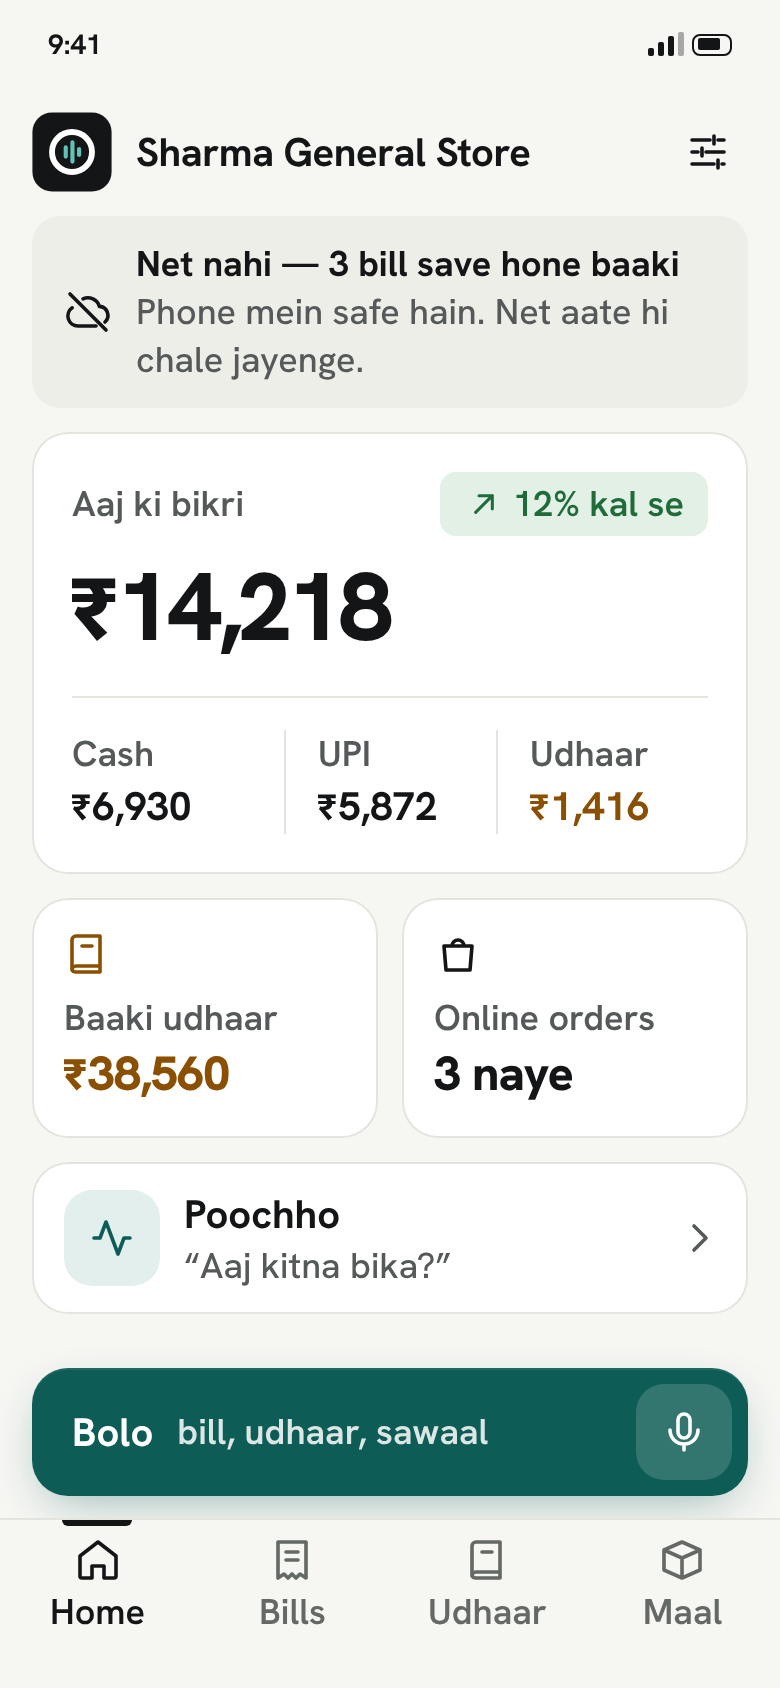 9:41
Sharma General Store
Net nahi — 3 bill save hone baaki
Phone mein safe hain. Net aate hi
chale jayenge.
Aaj ki bikri
12% kal se
₹14,218
Cash
UPI
Udhaar
₹6,930
₹5,872
₹1,416
Baaki udhaar
₹38,560
Online orders
3 naye
Poochho
“Aaj kitna bika?”
Bolo bill, udhaar, sawaal
Home
Bills
Udhaar
Maal